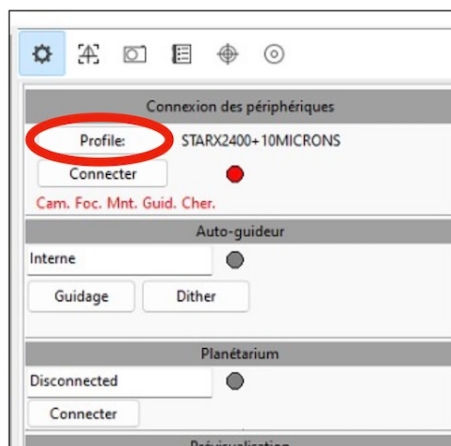 Connexion des périphériques
Profile: STARX2400+10MICRONS
Connecter
Cam. Foc. Mnt. Guid. Cher.
Auto-guideur
Interne
Guidage Dither
Planétarium
Disconnected
Connecter
Prévisualisation